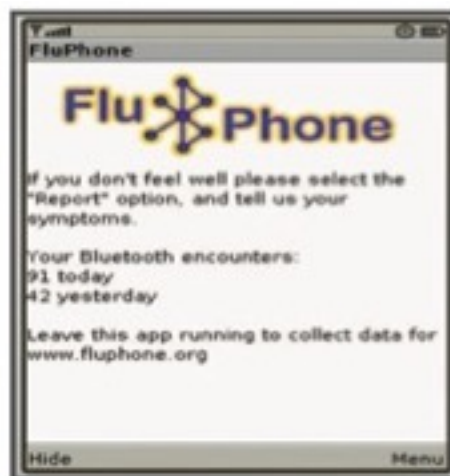 FluPhone
Flu Phone
If you don't feel well please select the
"Report" option, and tell us your
symptoms.
Your Bluetooth encounters:
91 today
42 yesterday
Leave this app running to collect data for
www.fluphone.org
Hide Menu